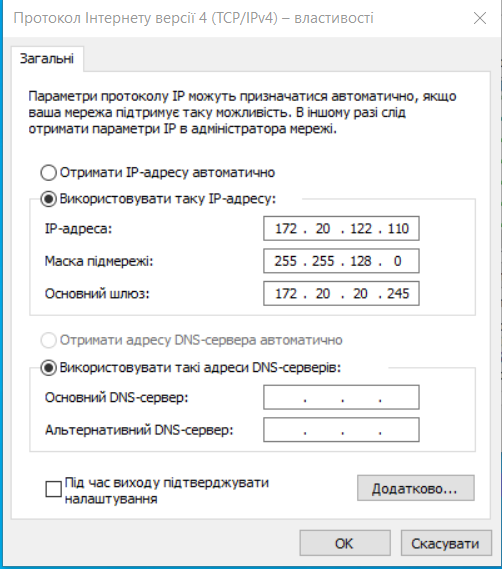 Протокол Інтернету версії 4 (TCP/IPv4) – властивості
Загальні
Параметри протоколу IP можуть призначатися автоматично, якщо
ваша мережа підтримує таку можливість. В іншому разі слід
отримати параметри IP в адміністратора мережі.
Отримати IP-адресу автоматично
Використовувати таку IP-адресу:
IP-адреса: 172 . 20 . 122 . 110
Маска підмережі: 255 . 255 . 128 . 0
Основний шлюз: 172 . 20 . 20 . 245
Отримати адресу DNS-сервера автоматично
Використовувати такі адреси DNS-серверів:
Основний DNS-сервер: . . .
Альтернативний DNS-сервер: . . .
Під час виходу підтверджувати
налаштування
Додатково...
OK Скасувати